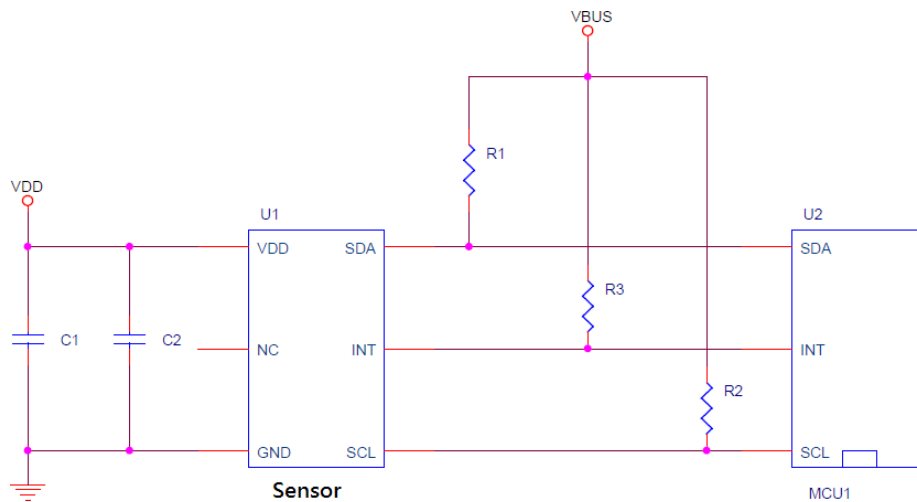 VBUS
R1
VDD
U1
U2
VDD
SDA
SDA
R3
C1
C2
NC
INT
INT
R2
GND
SCL
SCL
Sensor
MCU1